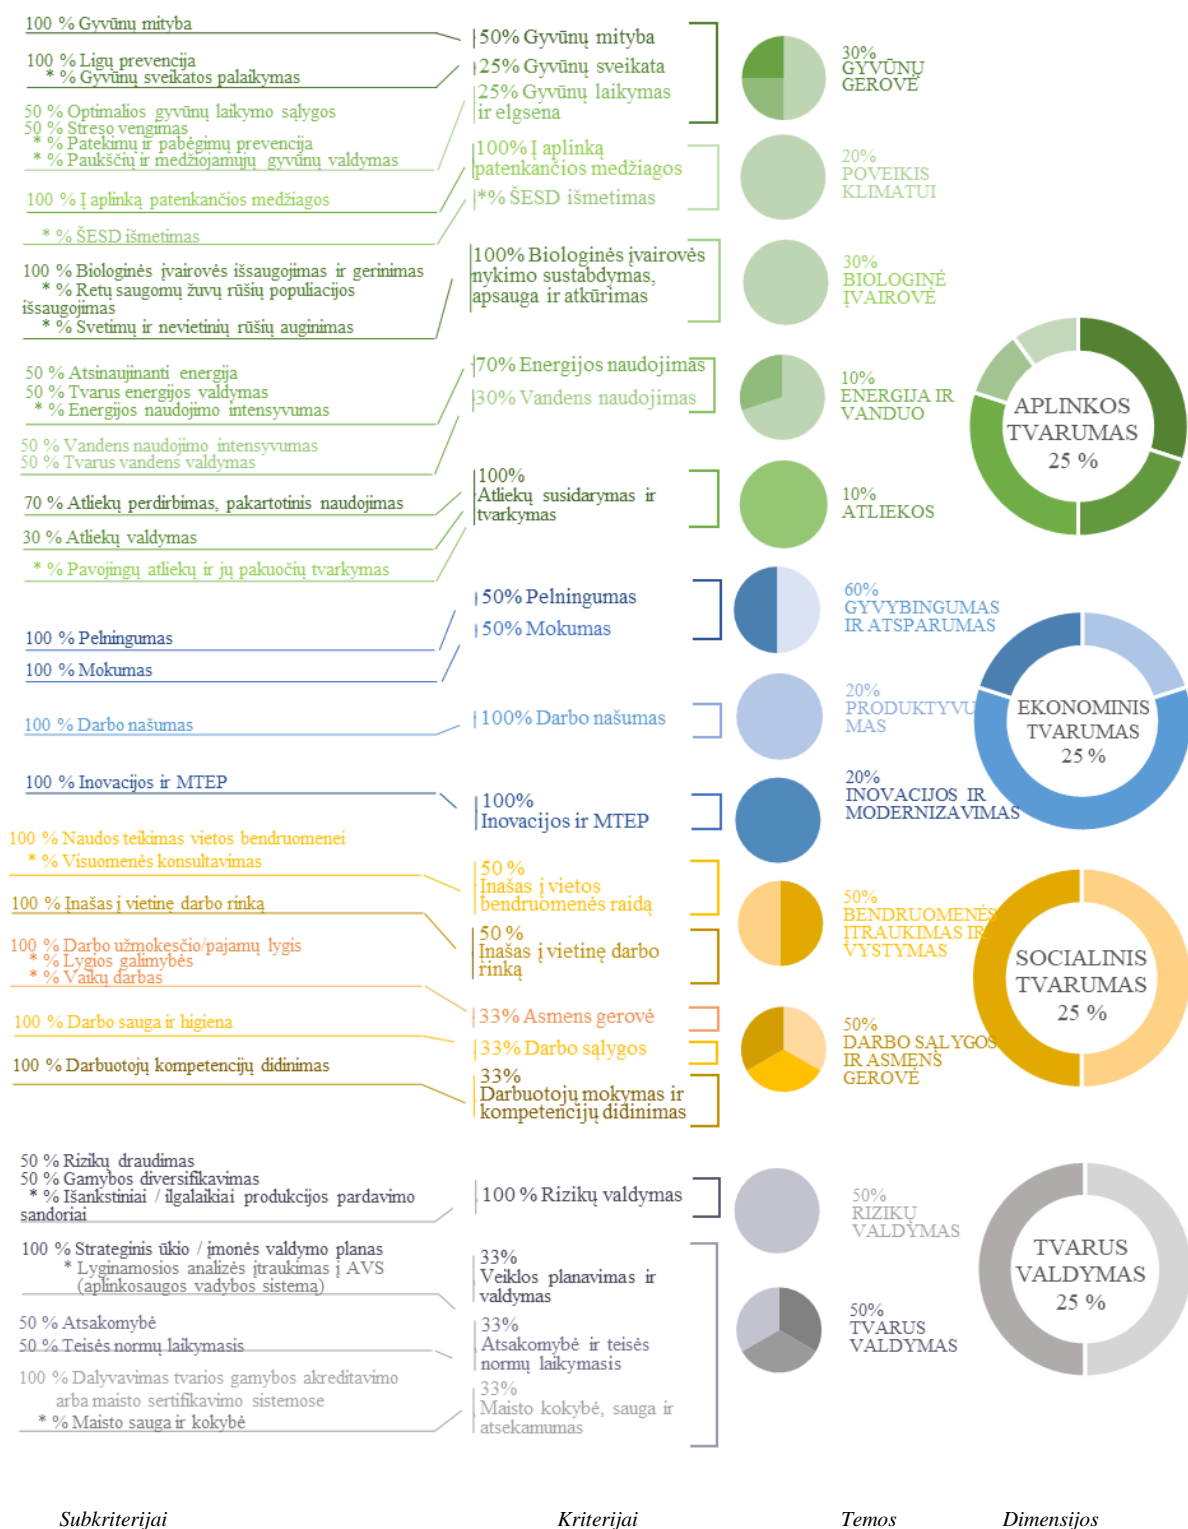 100 % Gyvūnų mityba
100 % Ligų prevencija
* % Gyvūnų sveikatos palaikymas
50 % Optimalios gyvūnų laikymo sąlygos
50 % Streso vengimas
* % Patekimų ir pabėgimų prevencija
* % Paukščių ir medžiojamųjų gyvūnų valdymas
100 % Į aplinką patenkančios medžiagos
* % ŠESD išmetimas
100 % Biologinės įvairovės išsaugojimas ir gerinimas
* % Retų saugomų žuvų rūšių populiacijos
išsaugojimas
* % Svetimų ir nevietinių rūšių auginimas
50 % Atsinaujinanti energija
50 % Tvarus energijos valdymas
* % Energijos naudojimo intensyvumas
50 % Vandens naudojimo intensyvumas
50 % Tvarus vandens valdymas
70 % Atliekų perdirbimas, pakartotinis naudojimas
30 % Atliekų valdymas
* % Pavojingų atliekų ir jų pakuočių tvarkymas
100 % Pelningumas
100 % Mokumas
100 % Darbo našumas
100 % Inovacijos ir MTEP
100 % Naudos teikimas vietos bendruomenei
* % Visuomenės konsultavimas
100 % Įnašas į vietinę darbo rinką
100 % Darbo užmokesčio/pajamų lygis
* % Lygios galimybės
* % Vaikų darbas
100 % Darbo sauga ir higiena
100 % Darbuotojų kompetencijų didinimas
50 % Rizikų draudimas
50 % Gamybos diversifikavimas
* % Išankstiniai / ilgalaikiai produkcijos pardavimo
sandoriai
100 % Strateginis ūkio / įmonės valdymo planas
* Lyginamosios analizės įtraukimas į AVS
(aplinkosaugos vadybos sistemą)
50 % Atsakomybė
50 % Teisės normų laikymasis
100 % Dalyvavimas tvarios gamybos akreditavimo
arba maisto sertifikavimo sistemose
* % Maisto sauga ir kokybė
50% Gyvūnų mityba
25% Gyvūnų sveikata
25% Gyvūnų laikymas
ir elgsena
100% Į aplinką
patenkančios medžiagos
*% ŠESD išmetimas
100% Biologinės įvairovės
nykimo sustabdymas,
apsauga ir atkūrimas
70% Energijos naudojimas
30% Vandens naudojimas
100%
Atliekų susidarymas ir
tvarkymas
50% Pelningumas
50% Mokumas
100% Darbo našumas
100%
Inovacijos ir MTEP
50 %
Įnašas į vietos
bendruomenės raidą
50 %
Įnašas į vietinę darbo
rinką
33% Asmens gerovė
33% Darbo sąlygos
33%
Darbuotojų mokymas ir
kompetencijų didinimas
100 % Rizikų valdymas
33%
Veiklos planavimas ir
valdymas
33%
Atsakomybė ir teisės
normų laikymasis
33%
Maisto kokybė, sauga ir
atsekamumas
30%
GYVŪNŲ
GEROVĖ
20%
POVEIKIS
KLIMATUI
30%
BIOLOGINĖ
ĮVAIROVĖ
10%
ENERGIJA IR
VANDUO
10%
ATLIEKOS
60%
GYVYBINGUMAS
IR ATSPARUMAS
20%
PRODUKTYVU
MAS
20%
INOVACIJOS IR
MODERNIZAVIMAS
50%
BENDRUOMENĖS
ĮTRAUKIMAS IR
VYSTYMAS
50%
DARBO SĄLYGOS
IR ASMENS
GEROVĖ
50%
RIZIKŲ
VALDYMAS
50%
TVARUS
VALDYMAS
APLINKOS
TVARUMAS
25 %
EKONOMINIS
TVARUMAS
25 %
SOCIALINIS
TVARUMAS
25 %
TVARUS
VALDYMAS
25 %
Subkriterijai
Kriterijai
Temos
Dimensijos